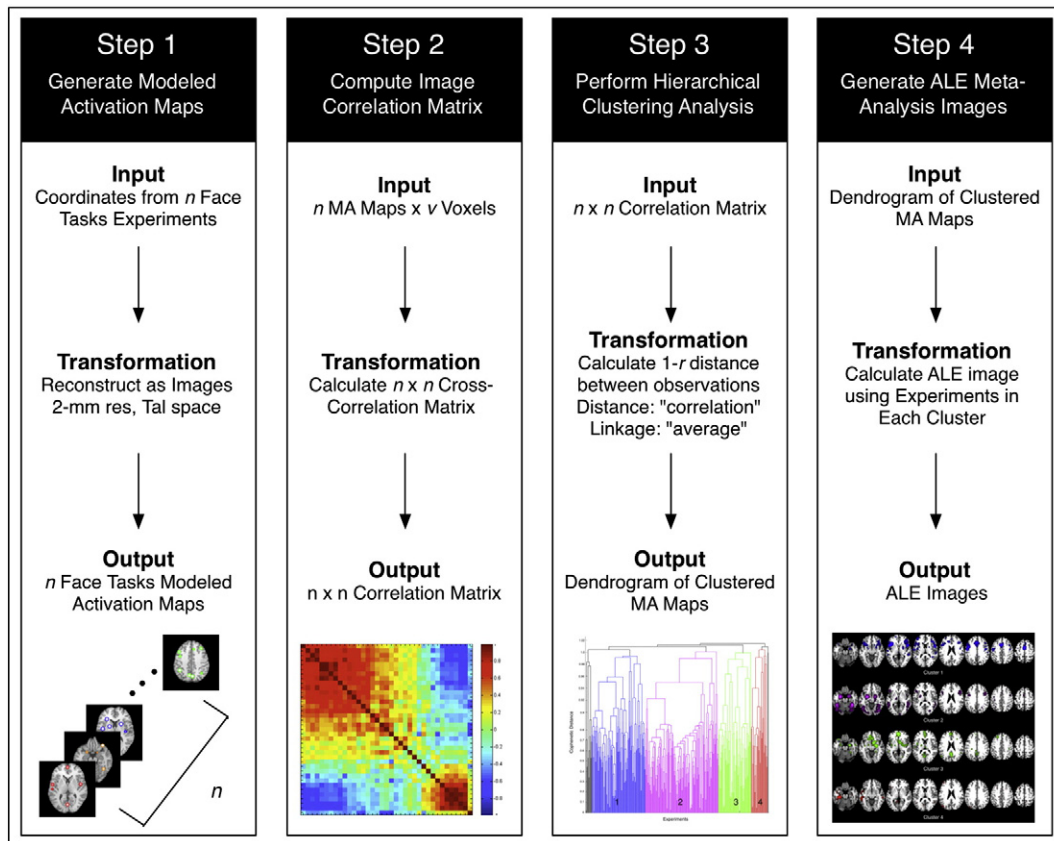 Step 1
Generate Modeled
Activation Maps
Input
Coordinates from n Face
Tasks Experiments
Transformation
Reconstruct as Images
2-mm res, Tal space
Output
n Face Tasks Modeled
Activation Maps
n
Step 2
Compute Image
Correlation Matrix
Input
n MA Maps x v Voxels
Transformation
Calculate n x n Cross-
Correlation Matrix
Output
n x n Correlation Matrix
Step 3
Perform Hierarchical
Clustering Analysis
Input
n x n Correlation Matrix
Transformation
Calculate 1-r distance
between observations
Distance: "correlation"
Linkage: "average"
Output
Dendrogram of Clustered
MA Maps
Cophenetic Distance
1 2 3 4
Experiments
Step 4
Generate ALE Meta-
Analysis Images
Input
Dendrogram of Clustered
MA Maps
Transformation
Calculate ALE image
using Experiments in
Each Cluster
Output
ALE Images
Cluster 1
Cluster 2
Cluster 3
Cluster 4